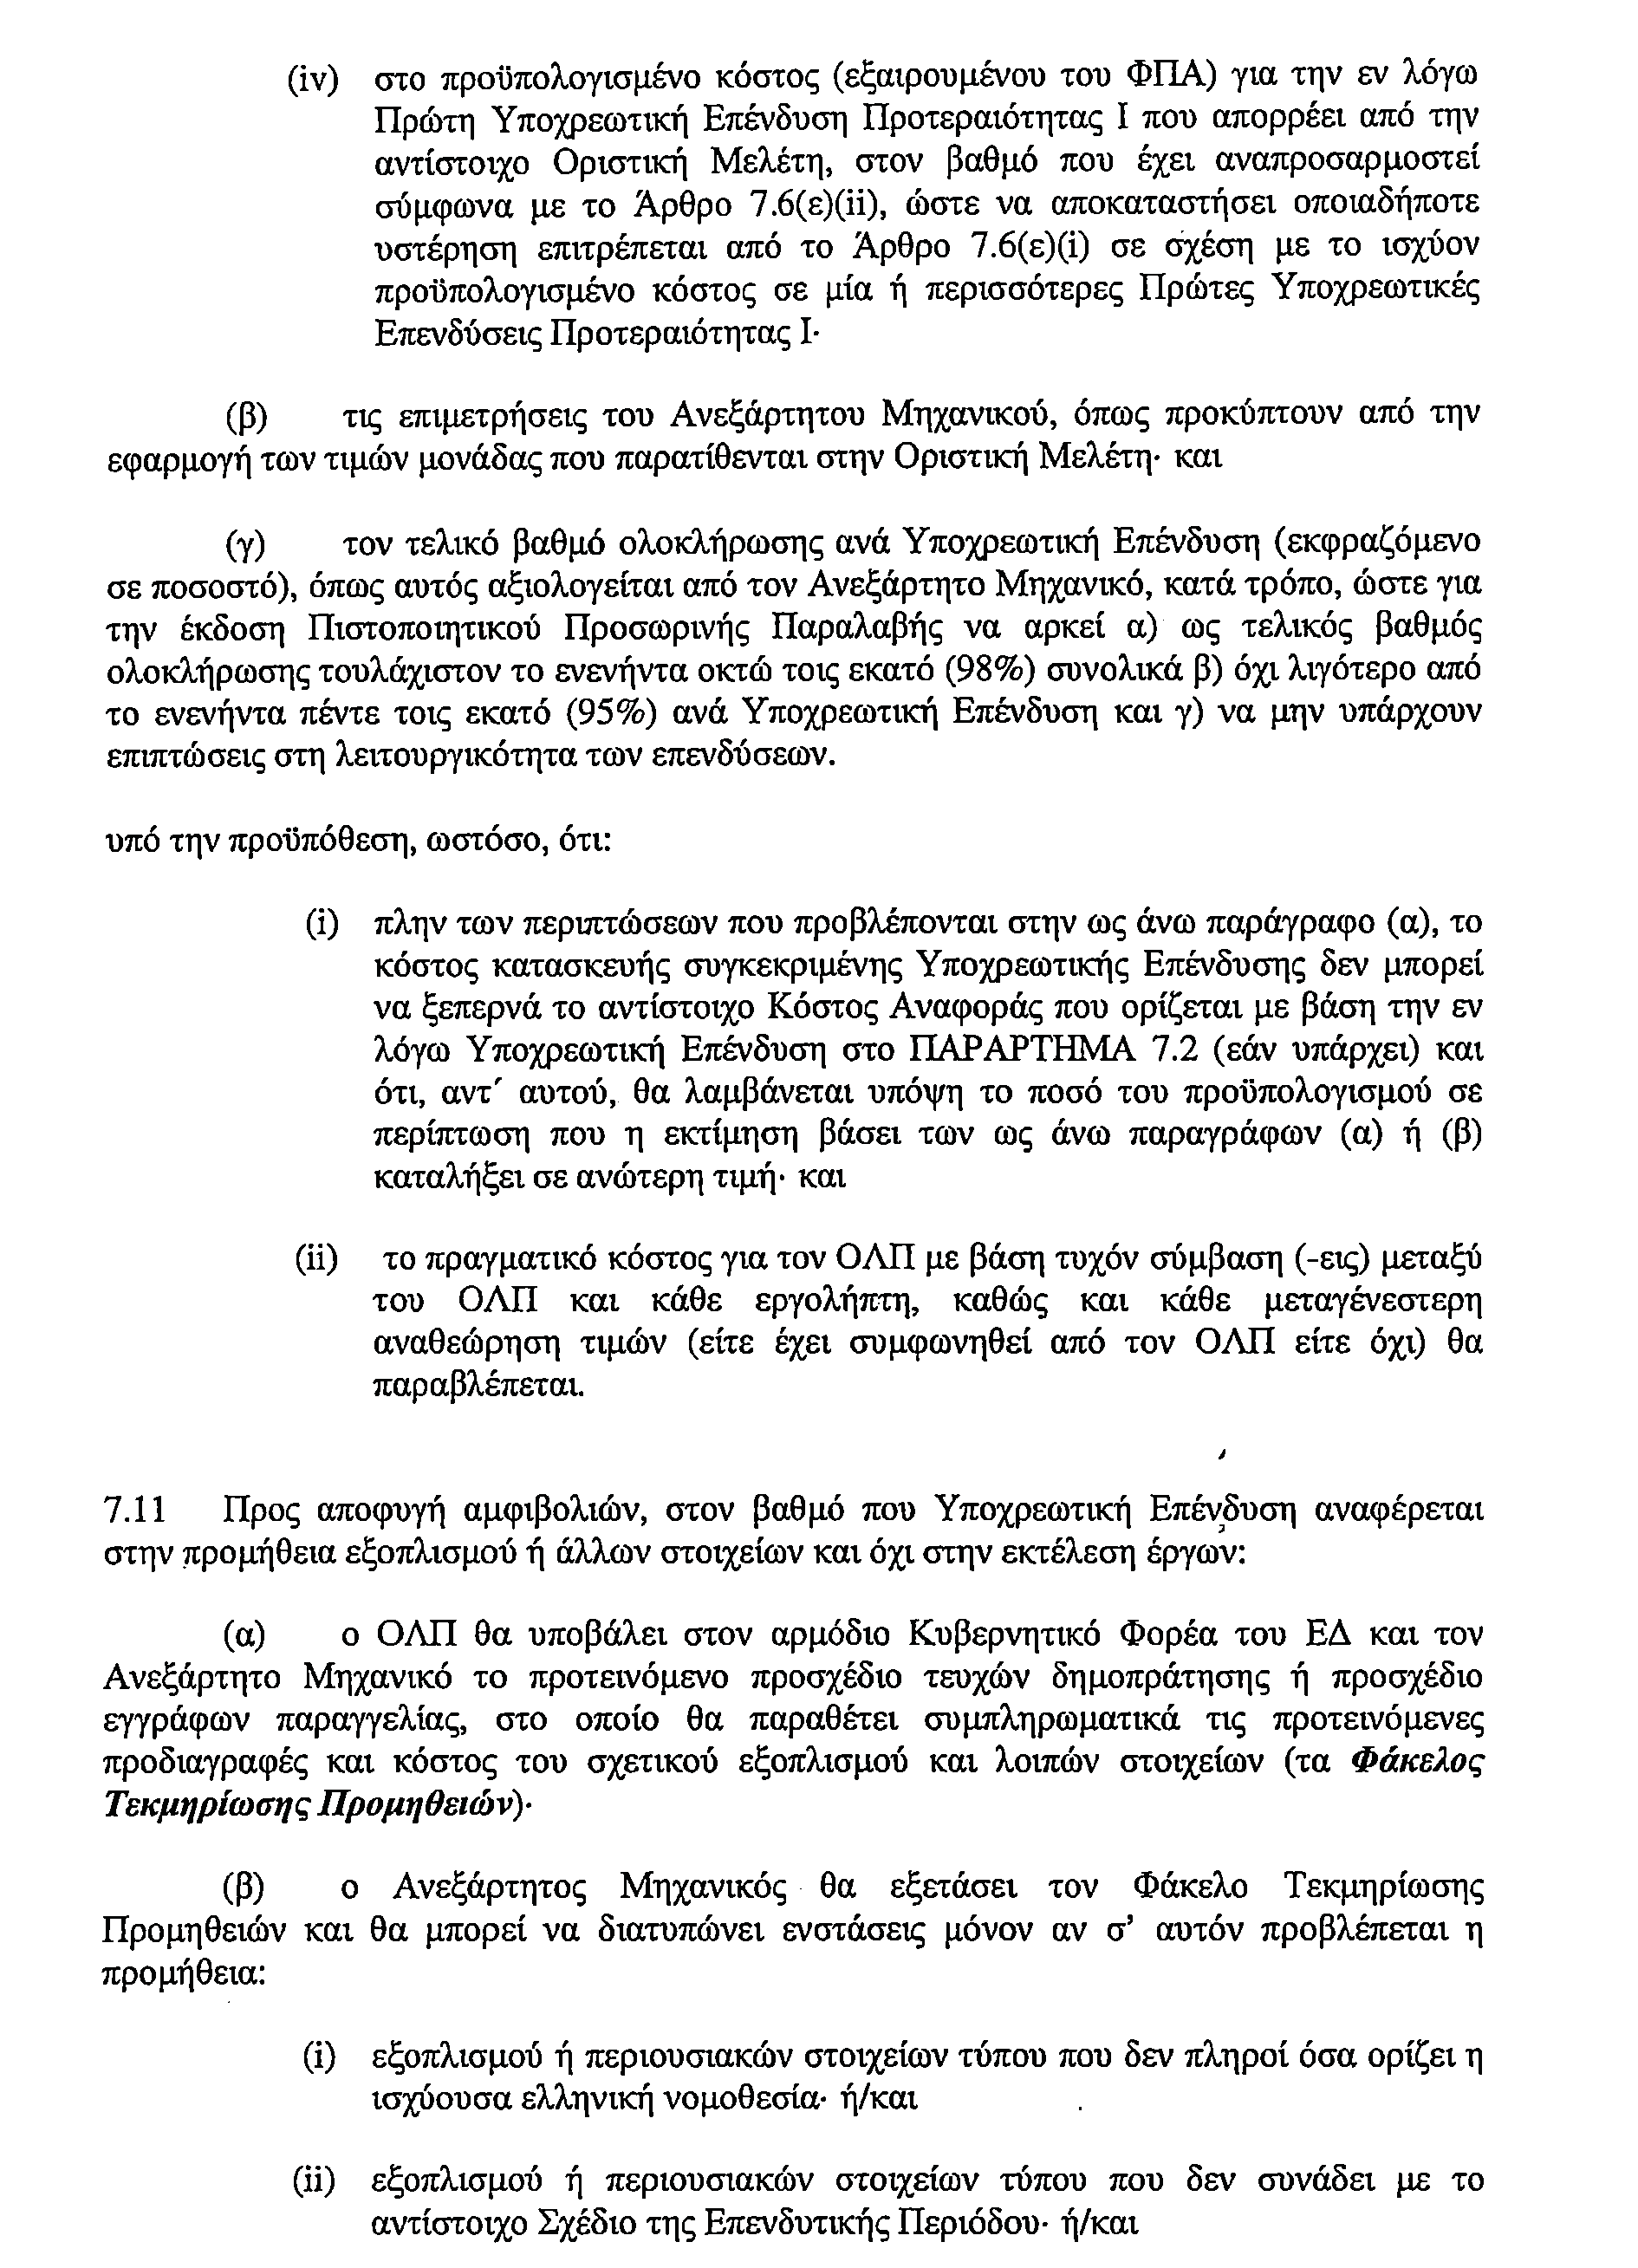 (iv) στο προϋπολογισμένο κόστος (εξαιρουμένου του ΦΠΑ) για την εν λόγω
Πρώτη Υποχρεωτική Επένδυση Προτεραιότητας Ι που απορρέει από την
αντίστοιχο Οριστική Μελέτη, στον βαθμό που έχει αναπροσαρμοστεί
σύμφωνα με το Άρθρο 7.6(ε)(ii), ώστε να αποκαταστήσει οποιαδήποτε
υστέρηση επιτρέπεται από το Άρθρο 7.6(ε)(i) σε σχέση με το ισχύον
προϋπολογισμένο κόστος σε μία ή περισσότερες Πρώτες Υποχρεωτικές
Επενδύσεις Προτεραιότητας Ι·
(β) τις επιμετρήσεις του Ανεξάρτητου Μηχανικού, όπως προκύπτουν από την
εφαρμογή των τιμών μονάδας που παρατίθενται στην Οριστική Μελέτη· και
(γ) τον τελικό βαθμό ολοκλήρωσης ανά Υποχρεωτική Επένδυση (εκφραζόμενο
σε ποσοστό), όπως αυτός αξιολογείται από τον Ανεξάρτητο Μηχανικό, κατά τρόπο, ώστε για
την έκδοση Πιστοποιητικού Προσωρινής Παραλαβής να αρκεί α) ως τελικός βαθμός
ολοκλήρωσης τουλάχιστον το ενενήντα οκτώ τοις εκατό (98%) συνολικά β) όχι λιγότερο από
το ενενήντα πέντε τοις εκατό (95%) ανά Υποχρεωτική Επένδυση και γ) να μην υπάρχουν
επιπτώσεις στη λειτουργικότητα των επενδύσεων.
υπό την προϋπόθεση, ωστόσο, ότι:
(i) πλην των περιπτώσεων που προβλέπονται στην ως άνω παράγραφο (α), το
κόστος κατασκευής συγκεκριμένης Υποχρεωτικής Επένδυσης δεν μπορεί
να ξεπερνά το αντίστοιχο Κόστος Αναφοράς που ορίζεται με βάση την εν
λόγω Υποχρεωτική Επένδυση στο ΠΑΡΑΡΤΗΜΑ 7.2 (εάν υπάρχει) και
ότι, αντ΄ αυτού, θα λαμβάνεται υπόψη το ποσό του προϋπολογισμού σε
περίπτωση που η εκτίμηση βάσει των ως άνω παραγράφων (α) ή (β)
καταλήξει σε ανώτερη τιμή· και
(ii) το πραγματικό κόστος για τον ΟΛΠ με βάση τυχόν σύμβαση (-εις) μεταξύ
του ΟΛΠ και κάθε εργολήπτη, καθώς και κάθε μεταγένεστερη
αναθεώρηση τιμών (είτε έχει συμφωνηθεί από τον ΟΛΠ είτε όχι) θα
παραβλέπεται.
7.11 Προς αποφυγή αμφιβολιών, στον βαθμό που Υποχρεωτική Επένδυση αναφέρεται
στην προμήθεια εξοπλισμού ή άλλων στοιχείων και όχι στην εκτέλεση έργων:
(α) ο ΟΛΠ θα υποβάλει στον αρμόδιο Κυβερνητικό Φορέα του ΕΔ και τον
Ανεξάρτητο Μηχανικό το προτεινόμενο προσχέδιο τευχών δημοπράτησης ή προσχέδιο
εγγράφων παραγγελίας, στο οποίο θα παραθέτει συμπληρωματικά τις προτεινόμενες
προδιαγραφές και κόστος του σχετικού εξοπλισμού και λοιπών στοιχείων (τα Φάκελος
Τεκμηρίωσης Προμηθειών)·
(β) ο Ανεξάρτητος Μηχανικός θα εξετάσει τον Φάκελο Τεκμηρίωσης
Προμηθειών και θα μπορεί να διατυπώνει ενστάσεις μόνον αν σ’ αυτόν προβλέπεται η
προμήθεια:
(i) εξοπλισμού ή περιουσιακών στοιχείων τύπου που δεν πληροί όσα ορίζει η
ισχύουσα ελληνική νομοθεσία· ή/και
(ii) εξοπλισμού ή περιουσιακών στοιχείων τύπου που δεν συνάδει με το
αντίστοιχο Σχέδιο της Επενδυτικής Περιόδου· ή/και